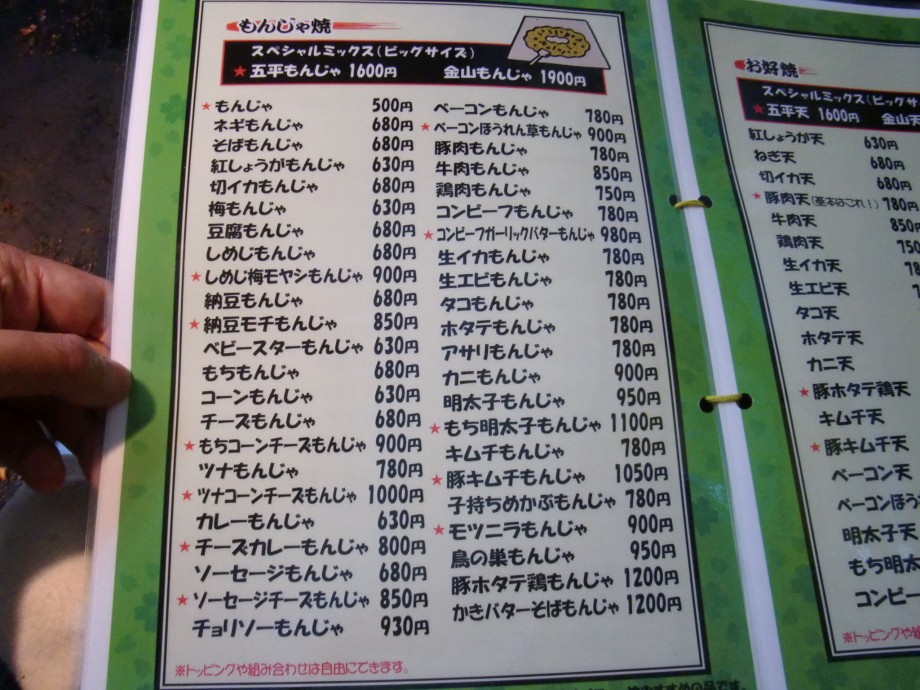 もんじゃ焼
スペシャルミックス(ビッグサイズ)
★五平もんじゃ 1600円 金山もんじゃ 1900円
★もんじゃ 500円
ネギもんじゃ 680円
そばもんじゃ 680円
紅しょうがもんじゃ 630円
切イカもんじゃ 680円
梅もんじゃ 630円
豆腐もんじゃ 680円
しめじもんじゃ 680円
★しめじ梅モヤシもんじゃ 900円
納豆もんじゃ 680円
★納豆モチもんじゃ 850円
ベビースターもんじゃ 630円
もちもんじゃ 680円
コーンもんじゃ 630円
チーズもんじゃ 680円
★もちコーンチーズもんじゃ 900円
ツナもんじゃ 780円
★ツナコーンチーズもんじゃ 1000円
カレーもんじゃ 630円
★チーズカレーもんじゃ 800円
ソーセージもんじゃ 680円
★ソーセージチーズもんじゃ 850円
チョリソーもんじゃ 930円
ベーコンもんじゃ 780円
★ベーコンほうれん草もんじゃ 900円
豚肉もんじゃ 780円
牛肉もんじゃ 850円
鶏肉もんじゃ 750円
コンビーフもんじゃ 780円
★コンビーフガーリックバターもんじゃ 980円
生イカもんじゃ 780円
生エビもんじゃ 780円
タコもんじゃ 780円
ホタテもんじゃ 780円
アサリもんじゃ 780円
カニもんじゃ 900円
明太子もんじゃ 950円
★もち明太子もんじゃ 1100円
キムチもんじゃ 780円
★豚キムチもんじゃ 1050円
子持ちめかぶもんじゃ 780円
★モツニラもんじゃ 900円
鳥の巣もんじゃ 950円
豚ホタテ鶏もんじゃ 1200円
かきバターそばもんじゃ 1200円
※トッピングや組み合わせは自由にできます。
お好焼
スペシャルミックス(ビッグサ
★五平天 1600円 金山天
紅しょうが天 630円
ねぎ天 680円
切イカ天 680円
★豚肉天(基本はこれ!) 780円
牛肉天 850円
鶏肉天 750
生イカ天 78
生エビ天 7
タコ天
ホタテ天
カニ天
★豚ホタテ鶏天
キムチ天
★豚キムチ天
ベーコン天
ベーコンほう
明太子天
もち明太
コンビー
※トッピングや